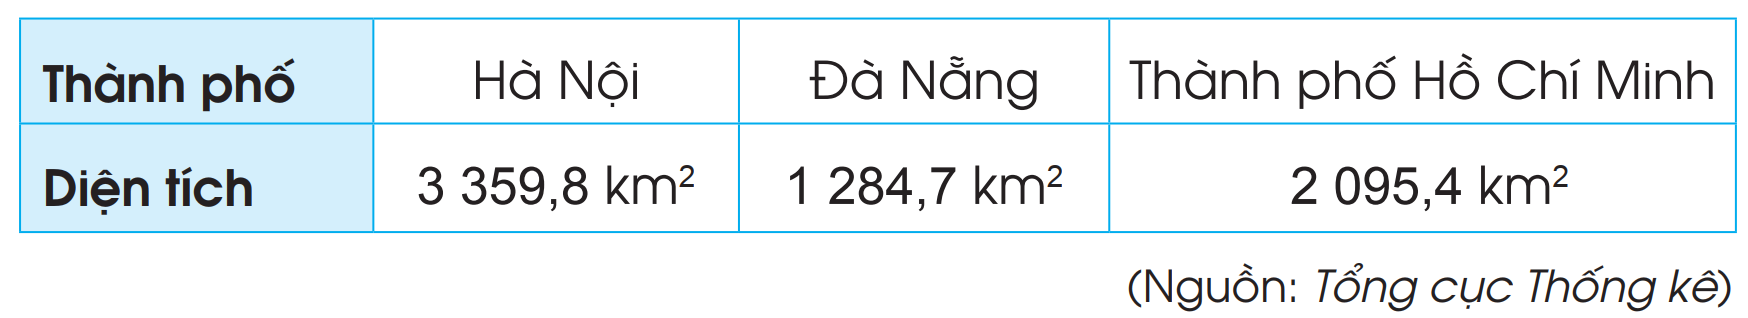 Thành phố Hà Nội Đà Nẵng Thành phố Hồ Chí Minh
Diện tích 3 359,8 km² 1 284,7 km² 2 095,4 km²
(Nguồn: Tổng cục Thống kê)